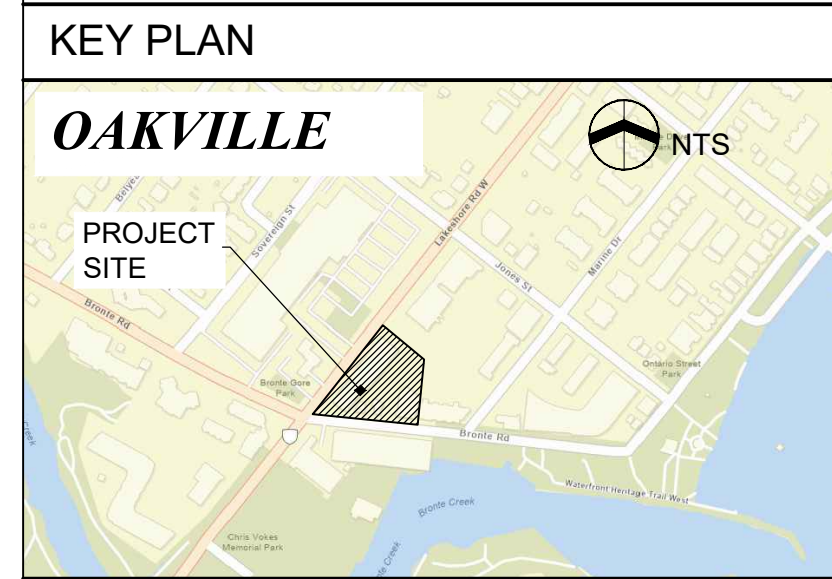 KEY PLAN
OAKVILLE
NTS
PROJECT
SITE
Sovereign St
Lakeshore Rd W
Jones St
Marine Dr
Bronte Rd
Bronte Gore
Park
Ontario Street
Park
Bronte Rd
Waterfront Heritage Trail West
Bronte Creek
Chris Vokes
Memorial Park
Creek